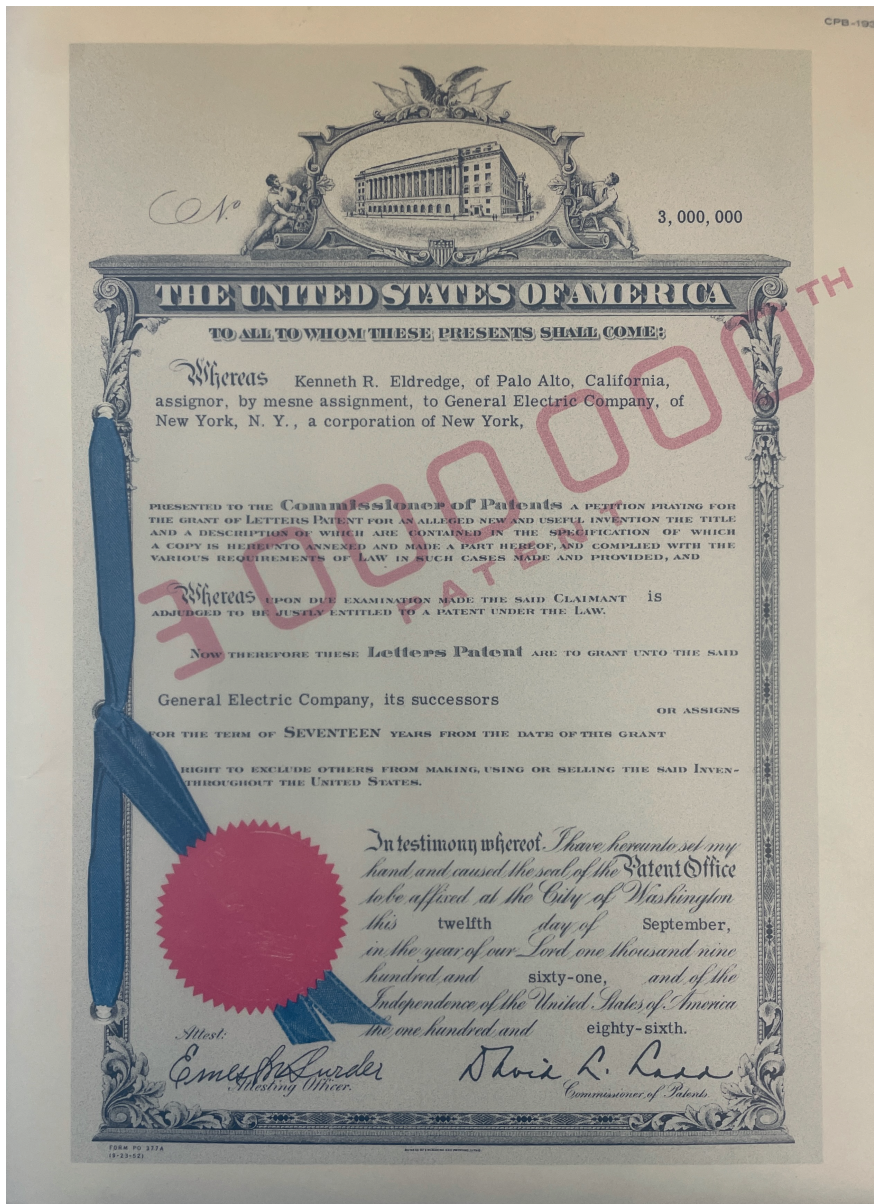 CPB-193
No. 3,000,000
THE UNITED STATES OF AMERICA
TO ALL TO WHOM THESE PRESENTS SHALL COME:
Whereas Kenneth R. Eldredge, of Palo Alto, California,
assignor, by mesne assignment, to General Electric Company, of
New York, N. Y., a corporation of New York,
PRESENTED TO THE Commissioner of Patents A PETITION PRAYING FOR
THE GRANT OF LETTERS PATENT FOR AN ALLEGED NEW AND USEFUL INVENTION THE TITLE
AND A DESCRIPTION OF WHICH ARE CONTAINED IN THE SPECIFICATION OF WHICH
A COPY IS HEREUNTO ANNEXED AND MADE A PART HEREOF, AND COMPLIED WITH THE
VARIOUS REQUIREMENTS OF LAW IN SUCH CASES MADE AND PROVIDED, AND
Whereas UPON DUE EXAMINATION MADE THE SAID CLAIMANT is
ADJUDGED TO BE JUSTLY ENTITLED TO A PATENT UNDER THE LAW.
NOW THEREFORE THESE Letters Patent ARE TO GRANT UNTO THE SAID
General Electric Company, its successors
OR ASSIGNS
FOR THE TERM OF SEVENTEEN YEARS FROM THE DATE OF THIS GRANT
RIGHT TO EXCLUDE OTHERS FROM MAKING, USING OR SELLING THE SAID INVEN-
THROUGHOUT THE UNITED STATES.
3000 000TH
PATENT
In testimony whereof I have hereunto set my
hand and caused the seal of the Patent Office
to be affixed at the City of Washington
this twelfth day of September,
in the year of our Lord one thousand nine
hundred and sixty-one, and of the
Independence of the United States of America
the one hundred and eighty-sixth.
Attest:
David L. Ladd
Attesting Officer.
Commissioner of Patents.
FORM PO 377A
(8-23-52)